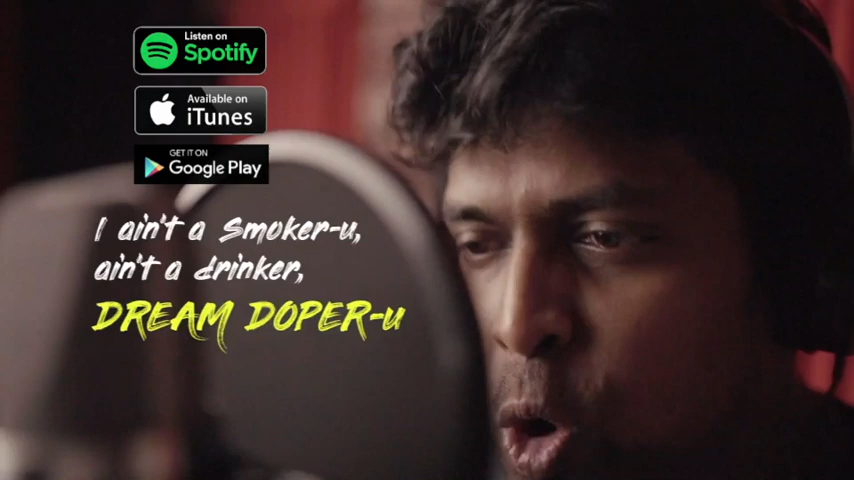 Listen on
Spotify
Available on
iTunes
GET IT ON
Google Play
I ain't a Smoker-u,
ain't a drinker,
DREAM DOPER-u